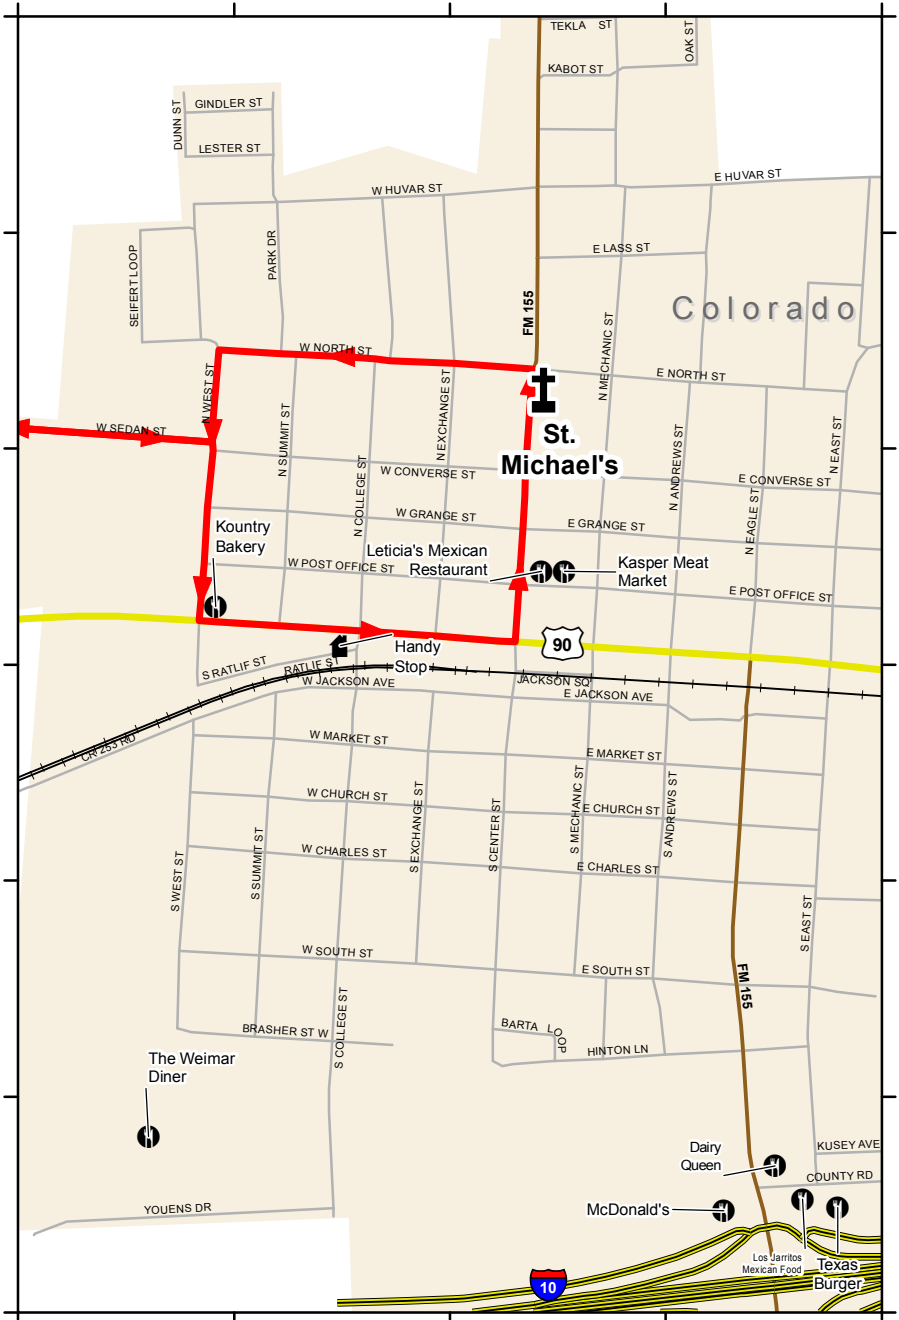 TEKLA ST
OAK ST
KABOT ST
GINDLER ST
DUNN ST
LESTER ST
E HUVAR ST
W HUVAR ST
SEIFERT LOOP
PARK DR
E LASS ST
FM 155
Colorado
N MECHANIC ST
W NORTH ST
E NORTH ST
N WEST ST
N EXCHANGE ST
W SEDAN ST
N SUMMIT ST
St.
Michael's
N COLLEGE ST
N ANDREWS ST
N EAST ST
W CONVERSE ST
E CONVERSE ST
N EAGLE ST
W GRANGE ST
E GRANGE ST
Kountry
Bakery
Leticia's Mexican
Restaurant
Kasper Meat
Market
W POST OFFICE ST
E POST OFFICE ST
90
Handy
Stop
S RATLIF ST
RATLIF ST
W JACKSON AVE
JACKSON SQ
E JACKSON AVE
CR 253 RD
W MARKET ST
E MARKET ST
W CHURCH ST
E CHURCH ST
S EXCHANGE ST
S CENTER ST
S MECHANIC ST
S ANDREWS ST
W CHARLES ST
E CHARLES ST
S WEST ST
S SUMMIT ST
S EAST ST
W SOUTH ST
E SOUTH ST
FM 155
S COLLEGE ST
BRASHER ST W
BARTA LOOP
HINTON LN
The Weimar
Diner
KUSEY AVE
Dairy
Queen
COUNTY RD
McDonald's
YOUENS DR
Los Jarritos
Mexican Food
Texas
Burger
10